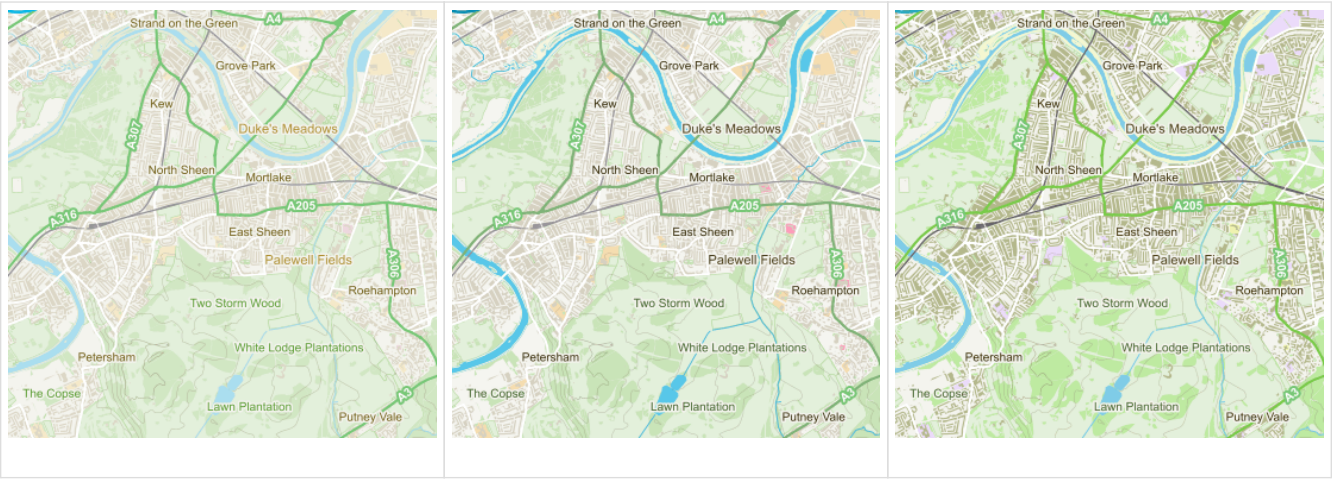 Strand on the Green
A4
Grove Park
Kew
A307
Duke's Meadows
North Sheen
Mortlake
A316
A205
East Sheen
Palewell Fields
A306
Roehampton
Two Storm Wood
White Lodge Plantations
Petersham
The Copse
Lawn Plantation
A3
Putney Vale
Strand on the Green
A4
Grove Park
Kew
A307
Duke's Meadows
North Sheen
Mortlake
A316
A205
East Sheen
Palewell Fields
A306
Roehampton
Two Storm Wood
White Lodge Plantations
Petersham
The Copse
Lawn Plantation
A3
Putney Vale
Strand on the Green
A4
Grove Park
Kew
A307
Duke's Meadows
North Sheen
Mortlake
A316
A205
East Sheen
Palewell Fields
A306
Roehampton
Two Storm Wood
White Lodge Plantations
Petersham
The Copse
Lawn Plantation
A3
Putney Vale